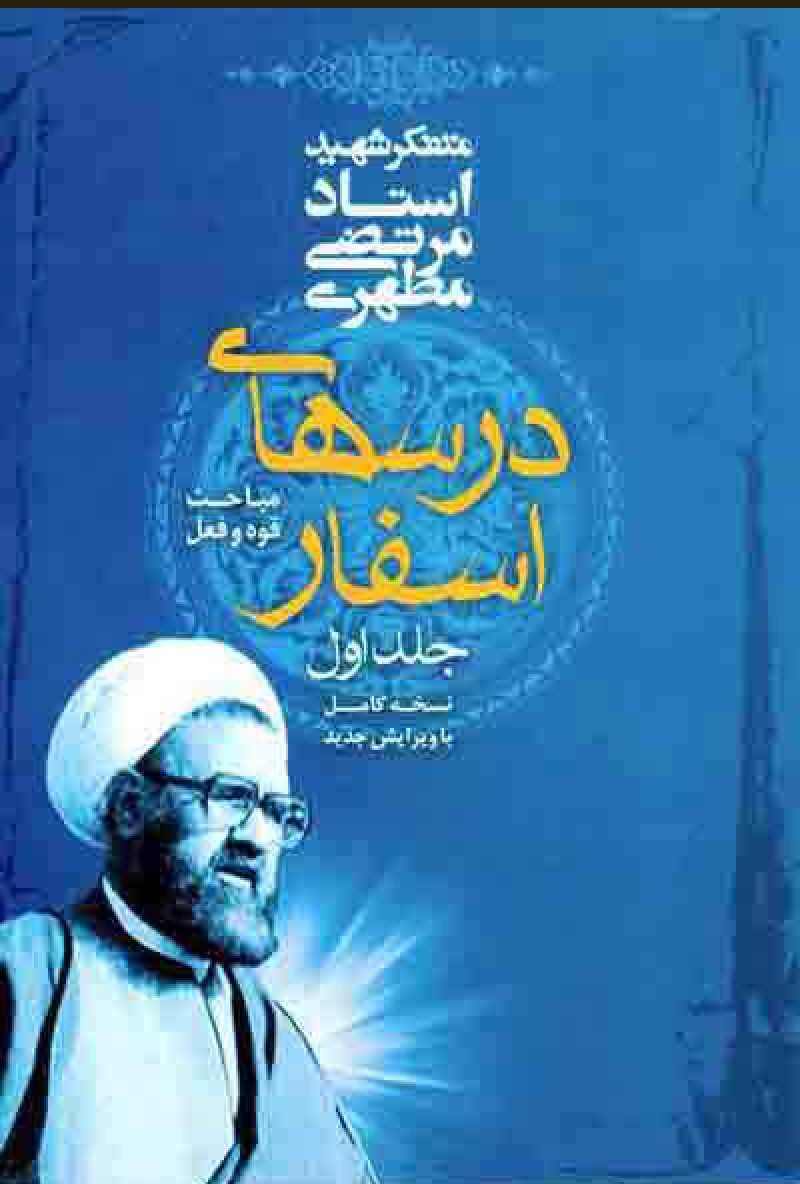 متفکر شهید
استاد
مرتضی
مطهری
درسهای
اسفار
مباحث
قوه و فعل
جلد اول
نسخه کامل
با ویرایش جدید